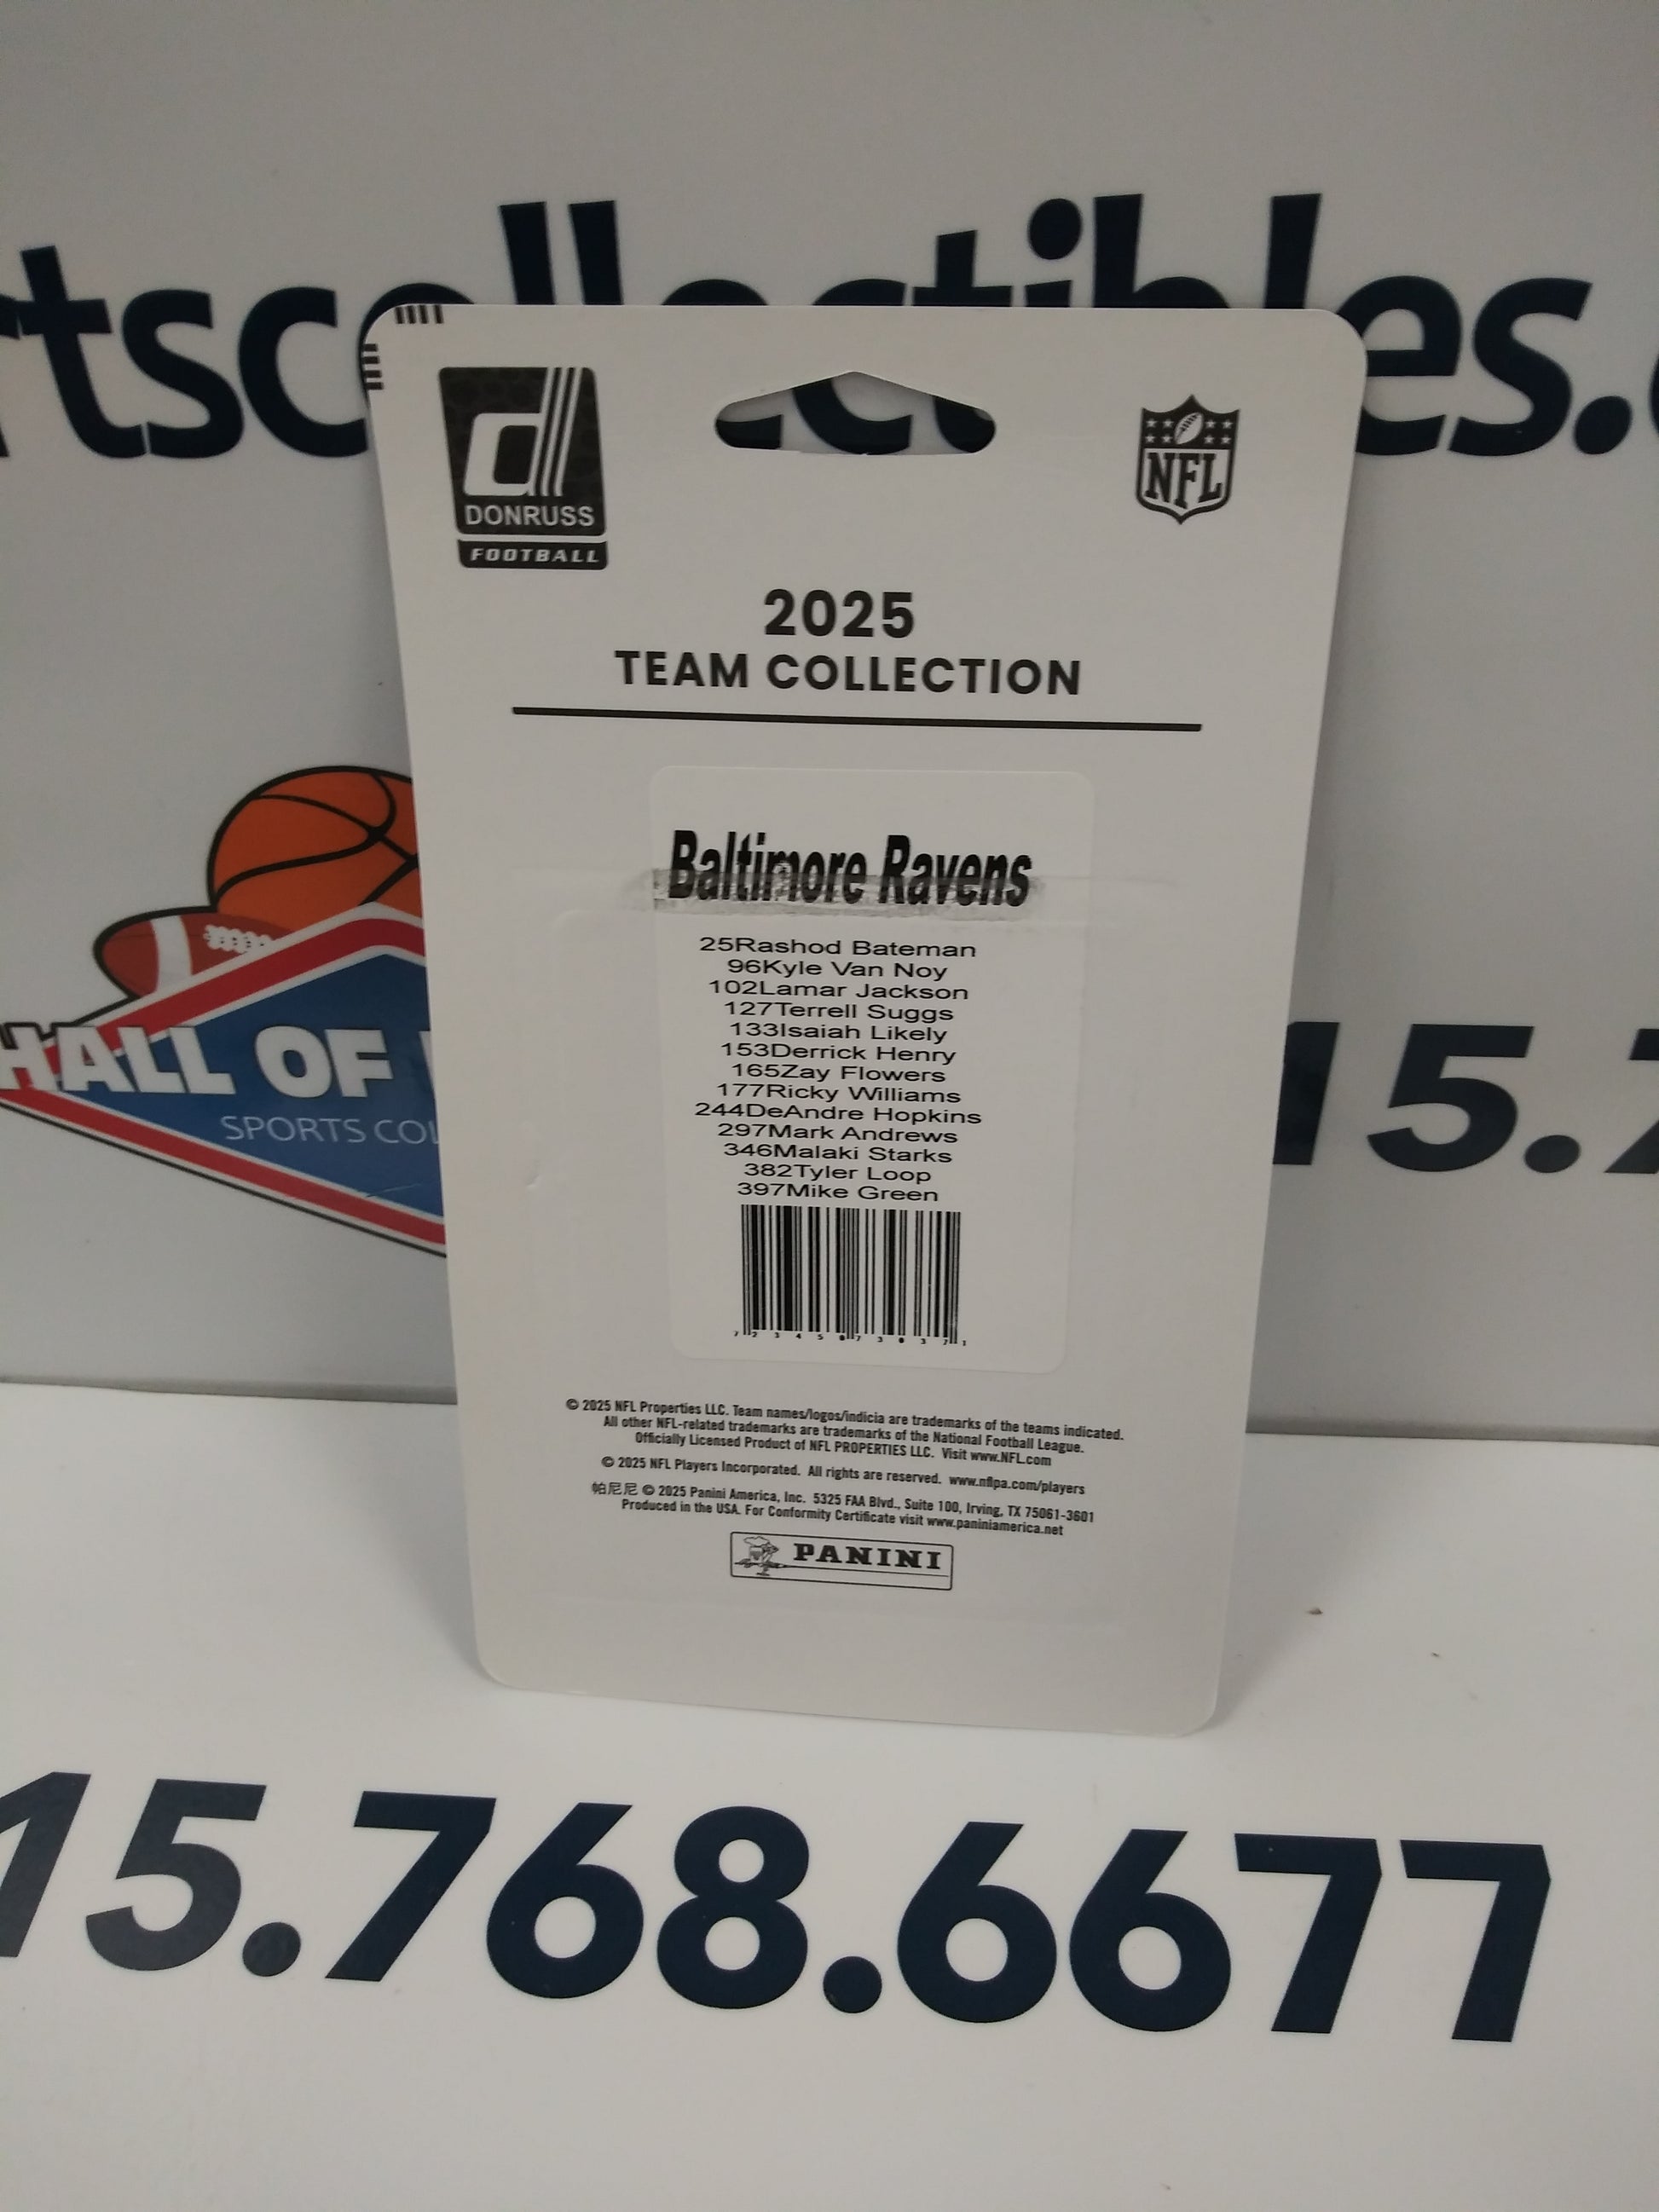 rtscollectibles.
DONRUSS
FOOTBALL
NFL
2025
TEAM COLLECTION
Baltimore Ravens
25Rashod Bateman
96Kyle Van Noy
102Lamar Jackson
127Terrell Suggs
133Isaiah Likely
153Derrick Henry
165Zay Flowers
177Ricky Williams
244DeAndre Hopkins
297Mark Andrews
346Malaki Starks
382Tyler Loop
397Mike Green
© 2025 NFL Properties LLC. Team names/logos/indicia are trademarks of the teams indicated.
All other NFL-related trademarks are trademarks of the National Football League.
Officially Licensed Product of NFL PROPERTIES LLC. Visit www.NFL.com
© 2025 NFL Players Incorporated. All rights are reserved. www.nflpa.com/players
帕尼尼 © 2025 Panini America, Inc. 5325 FAA Blvd., Suite 100, Irving, TX 75061-3601
Produced in the USA. For Conformity Certificate visit www.paniniamerica.net
PANINI
HALL OF
SPORTS COL
15.7
15.768.6677